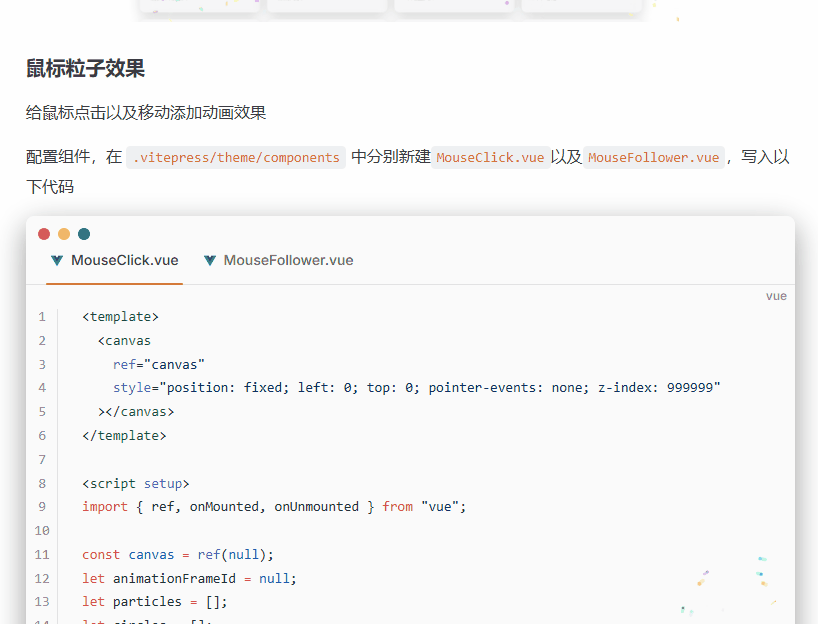 鼠标粒子效果
给鼠标点击以及移动添加动画效果
配置组件，在 .vitepress/theme/components 中分别新建 MouseClick.vue 以及 MouseFollower.vue ，写入以
下代码
MouseClick.vue MouseFollower.vue
vue
1 <template>
2   <canvas
3     ref="canvas"
4     style="position: fixed; left: 0; top: 0; pointer-events: none; z-index: 999999"
5   ></canvas>
6 </template>
7
8 <script setup>
9 import { ref, onMounted, onUnmounted } from "vue";
10
11 const canvas = ref(null);
12 let animationFrameId = null;
13 let particles = [];
14 let circles = [];